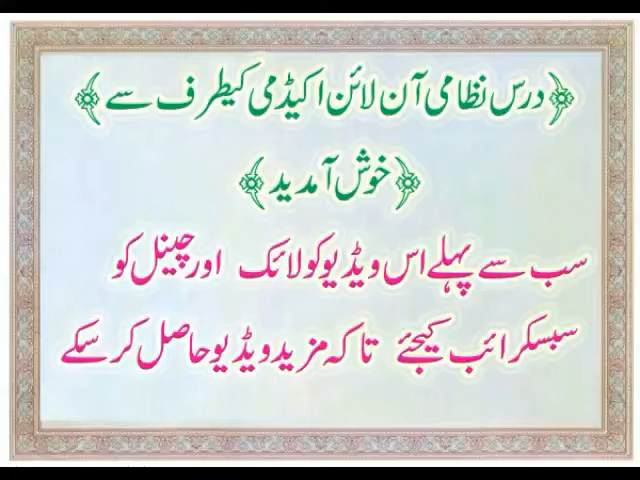 ﴿درس نظامی آن لائن اکیڈمی کیطرف سے﴾
﴿خوش آمدید﴾
سب سے پہلے اس ویڈیو کو لائک اور چینل کو
سبسکرائب کیجئے تاکہ مزید ویڈیو حاصل کر سکے